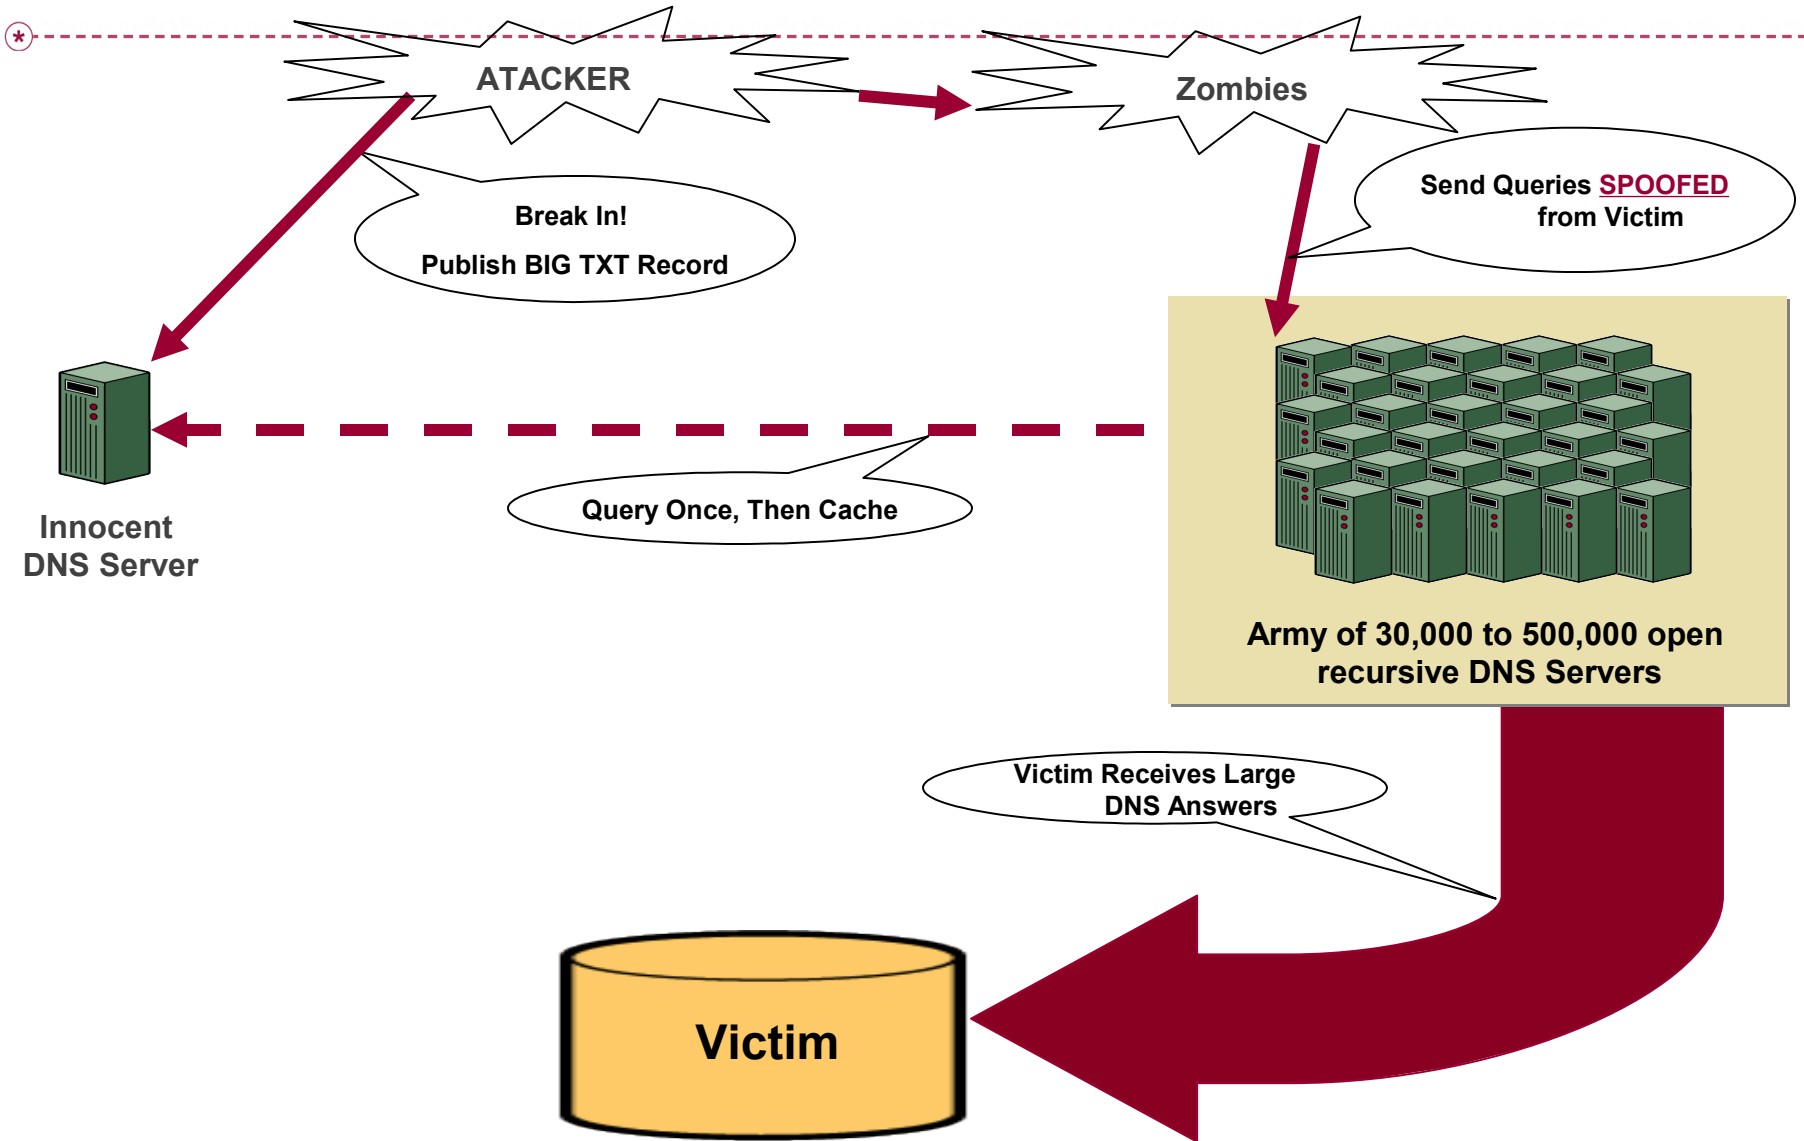 *
ATACKER
Zombies
Break In!
Publish BIG TXT Record
Send Queries SPOOFED
from Victim
Query Once, Then Cache
Innocent
DNS Server
Army of 30,000 to 500,000 open
recursive DNS Servers
Victim Receives Large
DNS Answers
Victim